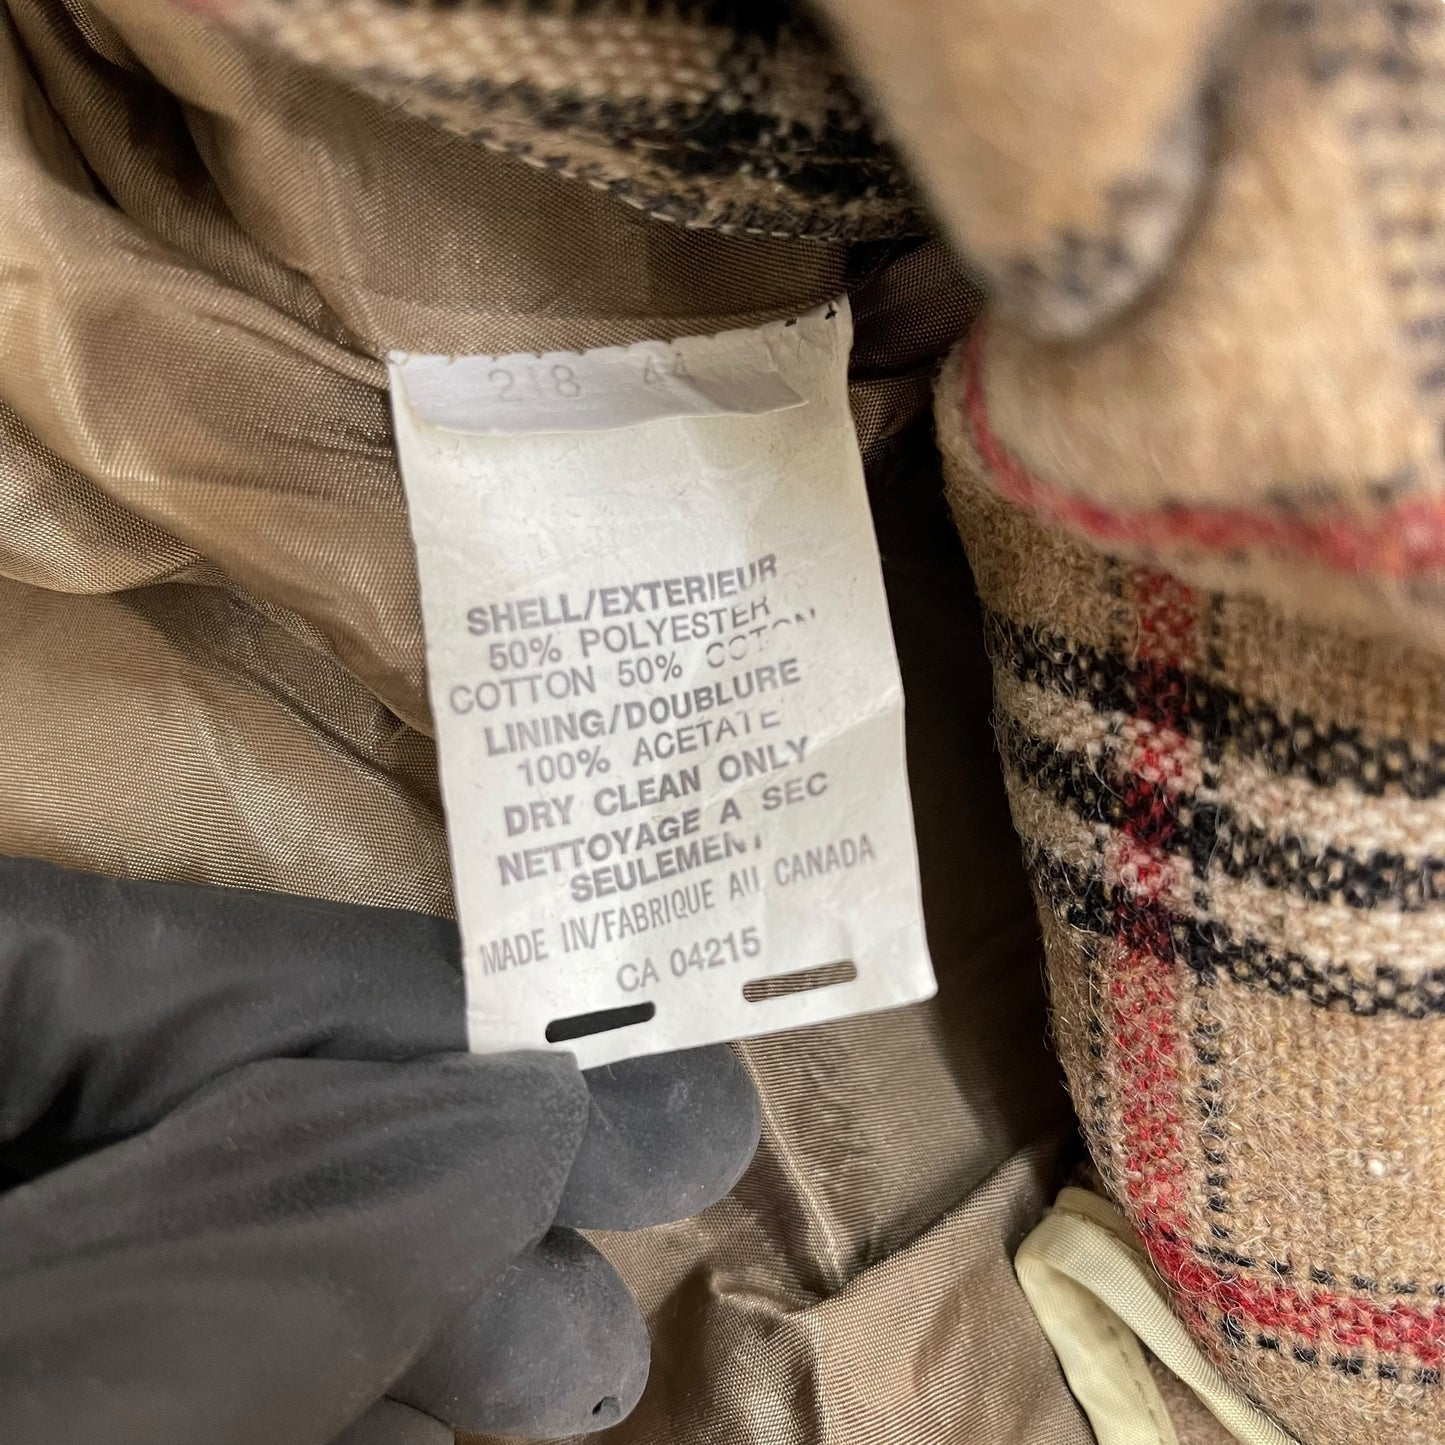 218 44
SHELL/EXTERIEUR
50% POLYESTER
COTTON 50% COTON
LINING/DOUBLURE
100% ACETATE
DRY CLEAN ONLY
NETTOYAGE A SEC
SEULEMENT
MADE IN/FABRIQUE AU CANADA
CA 04215